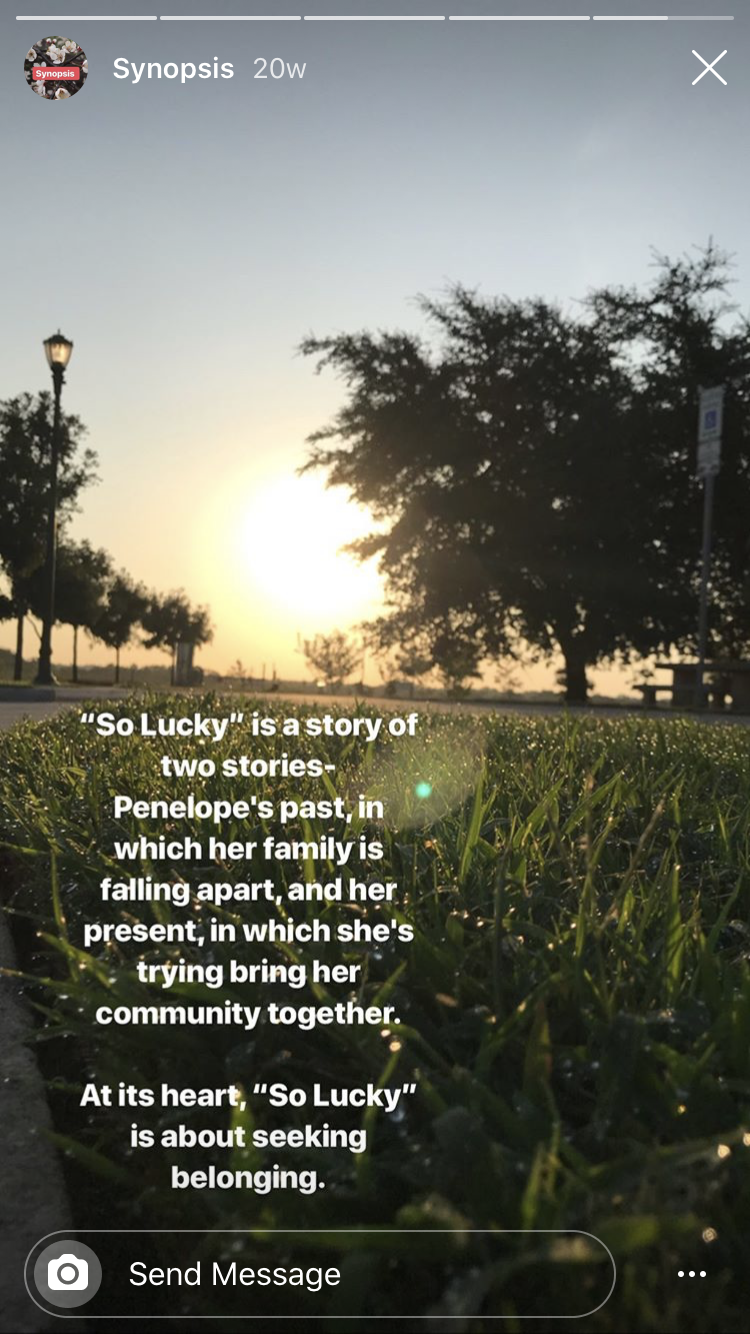 Synopsis
Synopsis 20w
“So Lucky” is a story of
two stories-
Penelope's past, in
which her family is
falling apart, and her
present, in which she's
trying bring her
community together.
At its heart, “So Lucky”
is about seeking
belonging.
Send Message